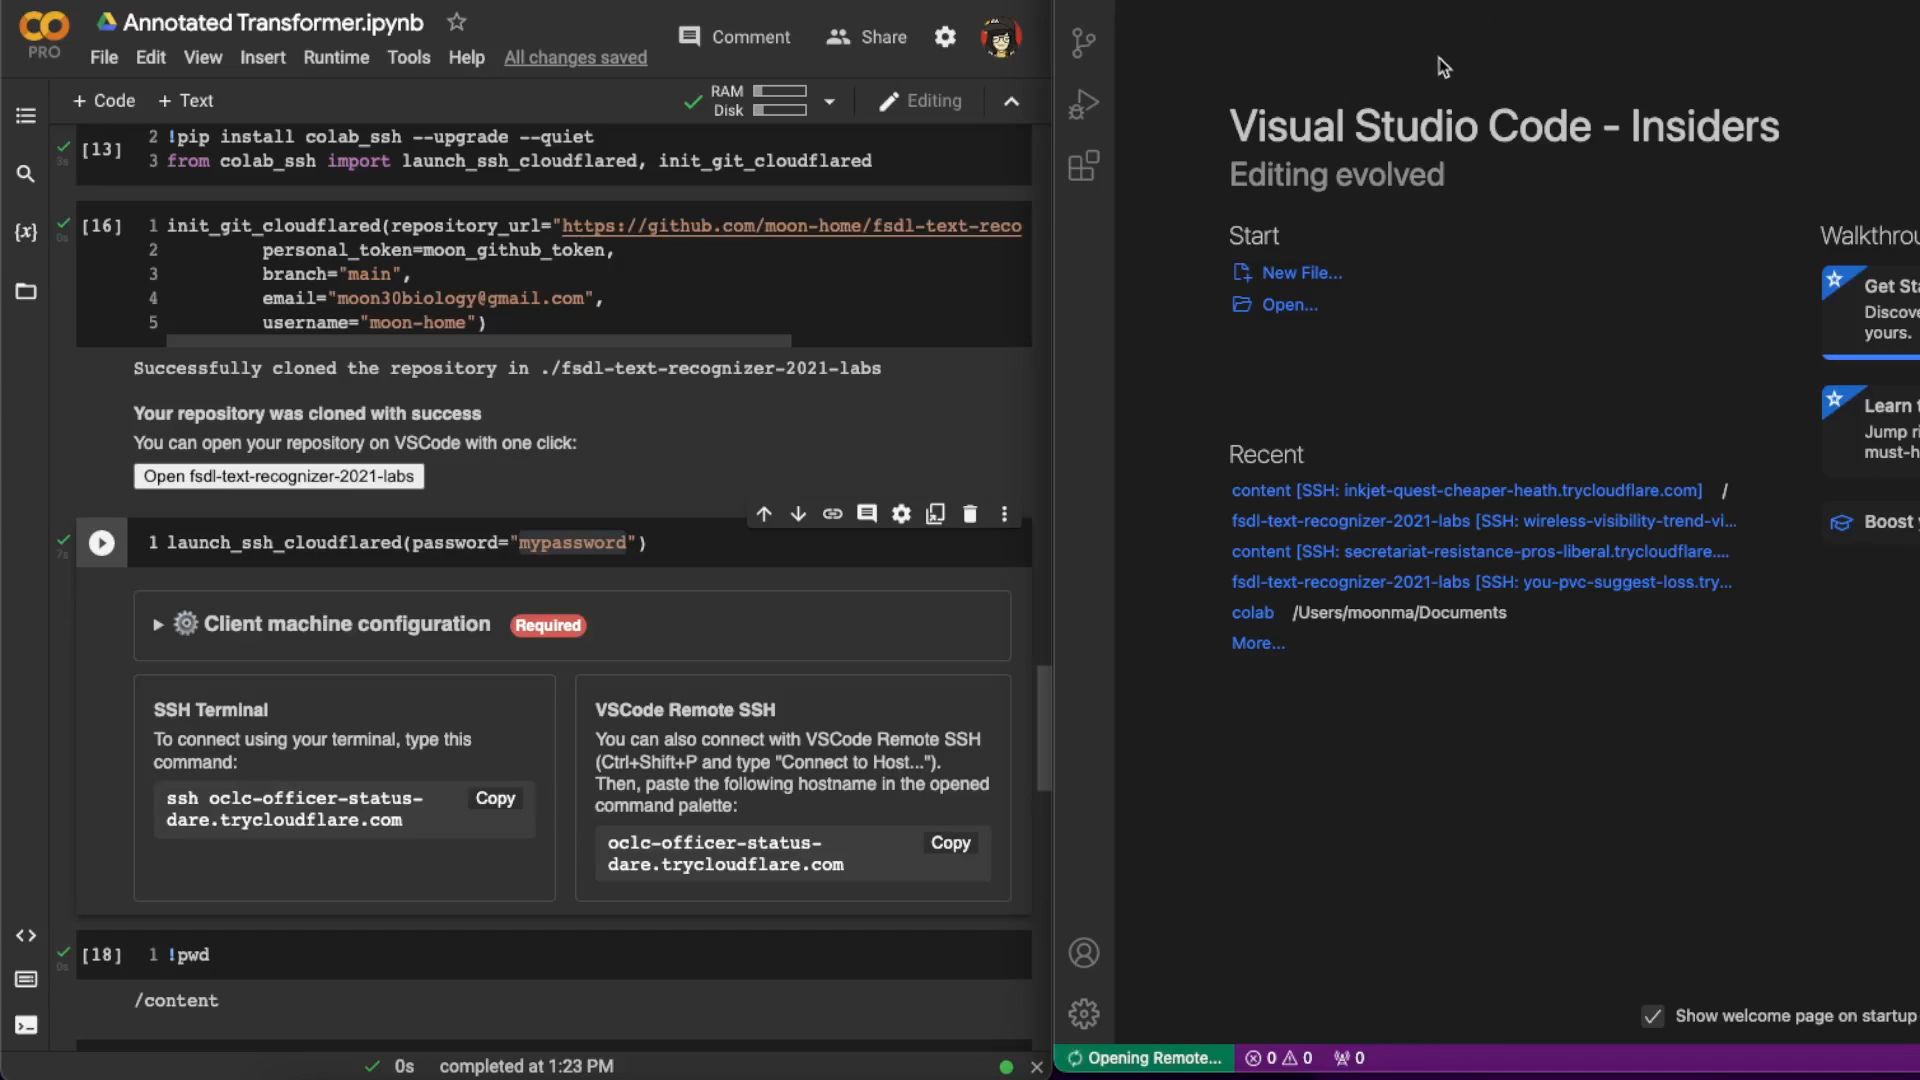 PRO
Annotated Transformer.ipynb
File Edit View Insert Runtime Tools Help All changes saved
Comment Share
+ Code + Text
RAM
Disk
Editing
[13]
3s
2 !pip install colab_ssh --upgrade --quiet
3 from colab_ssh import launch_ssh_cloudflared, init_git_cloudflared
[16]
0s
1 init_git_cloudflared(repository_url="https://github.com/moon-home/fsdl-text-reco
2 personal_token=moon_github_token,
3 branch="main",
4 email="moon30biology@gmail.com",
5 username="moon-home")
Successfully cloned the repository in ./fsdl-text-recognizer-2021-labs
Your repository was cloned with success
You can open your repository on VSCode with one click:
Open fsdl-text-recognizer-2021-labs
7s
1 launch_ssh_cloudflared(password="mypassword")
Client machine configuration Required
SSH Terminal
To connect using your terminal, type this
command:
ssh oclc-officer-status-
dare.trycloudflare.com
Copy
VSCode Remote SSH
You can also connect with VSCode Remote SSH
(Ctrl+Shift+P and type "Connect to Host...").
Then, paste the following hostname in the opened
command palette:
oclc-officer-status-
dare.trycloudflare.com
Copy
[18]
0s
1 !pwd
/content
0s completed at 1:23 PM
Visual Studio Code - Insiders
Editing evolved
Start
New File...
Open...
Recent
content [SSH: inkjet-quest-cheaper-heath.trycloudflare.com] /
fsdl-text-recognizer-2021-labs [SSH: wireless-visibility-trend-vi...
content [SSH: secretariat-resistance-pros-liberal.trycloudflare....
fsdl-text-recognizer-2021-labs [SSH: you-pvc-suggest-loss.try...
colab /Users/moonma/Documents
More...
Walkthrou
Get Sta
Discove
yours.
Learn t
Jump ri
must-h
Boost y
Show welcome page on startup
Opening Remote... 0 0 0